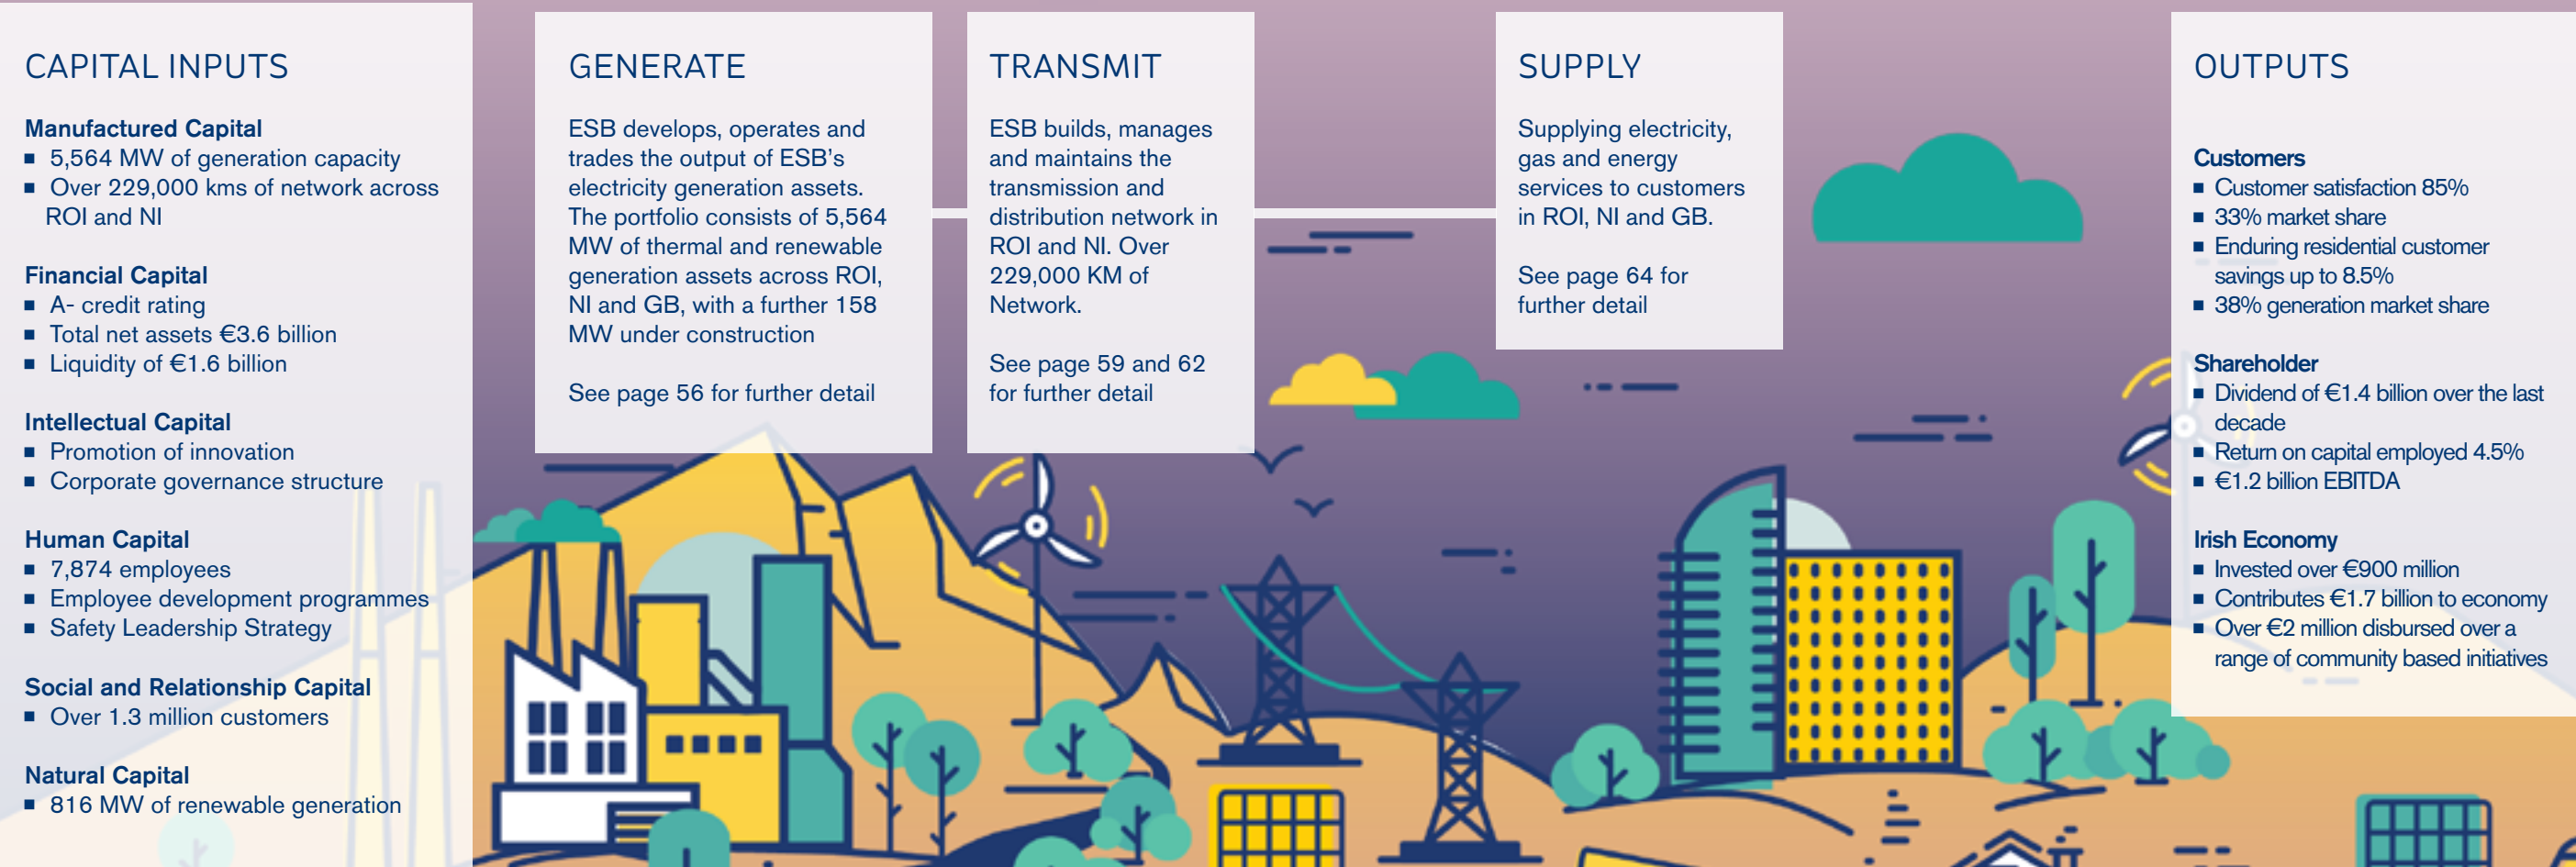 CAPITAL INPUTS
Manufactured Capital
▪ 5,564 MW of generation capacity
▪ Over 229,000 kms of network across
ROI and NI
Financial Capital
▪ A- credit rating
▪ Total net assets €3.6 billion
▪ Liquidity of €1.6 billion
Intellectual Capital
▪ Promotion of innovation
▪ Corporate governance structure
Human Capital
▪ 7,874 employees
▪ Employee development programmes
▪ Safety Leadership Strategy
Social and Relationship Capital
▪ Over 1.3 million customers
Natural Capital
▪ 816 MW of renewable generation
GENERATE
ESB develops, operates and
trades the output of ESB's
electricity generation assets.
The portfolio consists of 5,564
MW of thermal and renewable
generation assets across ROI,
NI and GB, with a further 158
MW under construction
See page 56 for further detail
TRANSMIT
ESB builds, manages
and maintains the
transmission and
distribution network in
ROI and NI. Over
229,000 KM of
Network.
See page 59 and 62
for further detail
SUPPLY
Supplying electricity,
gas and energy
services to customers
in ROI, NI and GB.
See page 64 for
further detail
OUTPUTS
Customers
▪ Customer satisfaction 85%
▪ 33% market share
▪ Enduring residential customer
savings up to 8.5%
▪ 38% generation market share
Shareholder
▪ Dividend of €1.4 billion over the last
decade
▪ Return on capital employed 4.5%
▪ €1.2 billion EBITDA
Irish Economy
▪ Invested over €900 million
▪ Contributes €1.7 billion to economy
▪ Over €2 million disbursed over a
range of community based initiatives